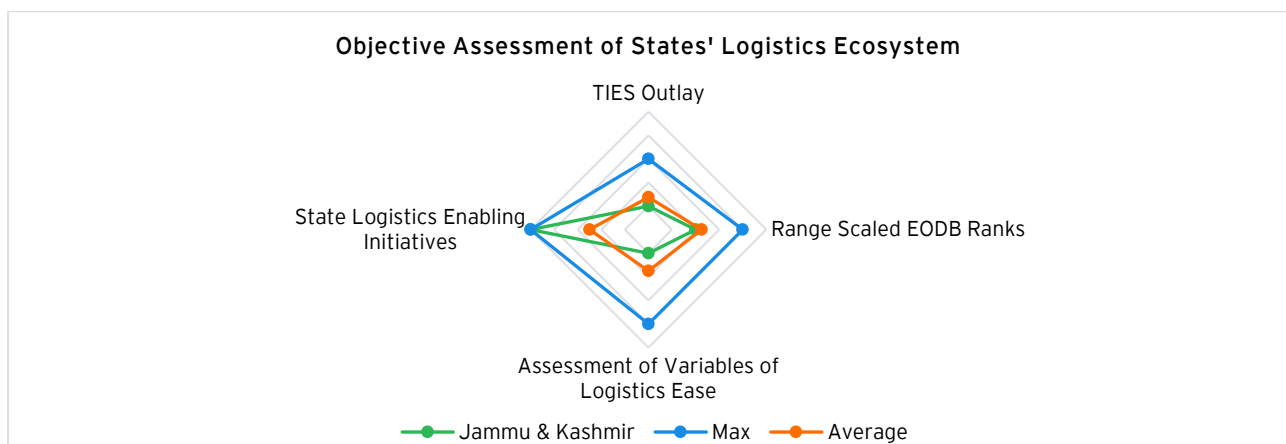 Objective Assessment of States' Logistics Ecosystem
TIES Outlay
State Logistics Enabling
Initiatives
Range Scaled EODB Ranks
Assessment of Variables of
Logistics Ease
Jammu & Kashmir Max Average